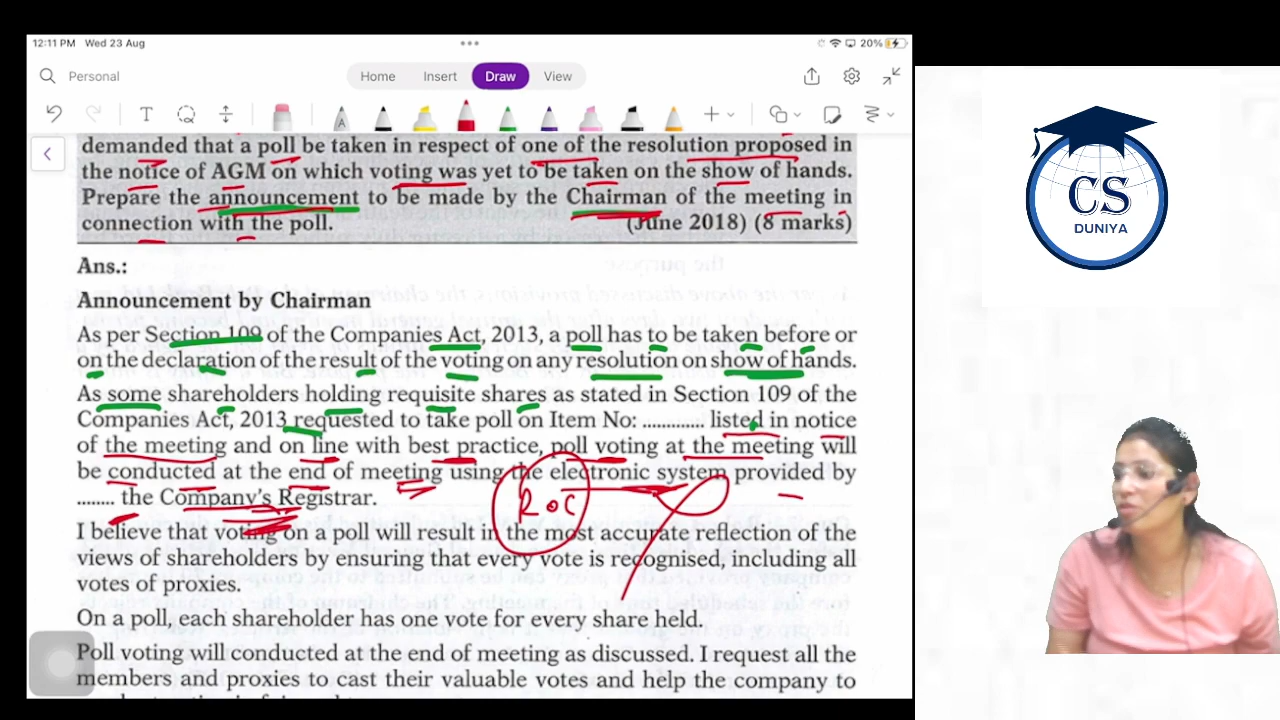 12:11 PM Wed 23 Aug
20%
Personal
Home Insert Draw View
demanded that a poll be taken in respect of one of the resolution proposed in
the notice of AGM on which voting was yet to be taken on the show of hands.
Prepare the announcement to be made by the Chairman of the meeting in
connection with the poll. (June 2018) (8 marks)
Ans.:
Announcement by Chairman
As per Section 109 of the Companies Act, 2013, a poll has to be taken before or
on the declaration of the result of the voting on any resolution on show of hands.
As some shareholders holding requisite shares as stated in Section 109 of the
Companies Act, 2013 requested to take poll on Item No: ............. listed in notice
of the meeting and on line with best practice, poll voting at the meeting will
be conducted at the end of meeting using the electronic system provided by
........ the Company's Registrar.
ROC
I believe that voting on a poll will result in the most accurate reflection of the
views of shareholders by ensuring that every vote is recognised, including all
votes of proxies.
On a poll, each shareholder has one vote for every share held.
Poll voting will conducted at the end of meeting as discussed. I request all the
members and proxies to cast their valuable votes and help the company to
CS
DUNIYA